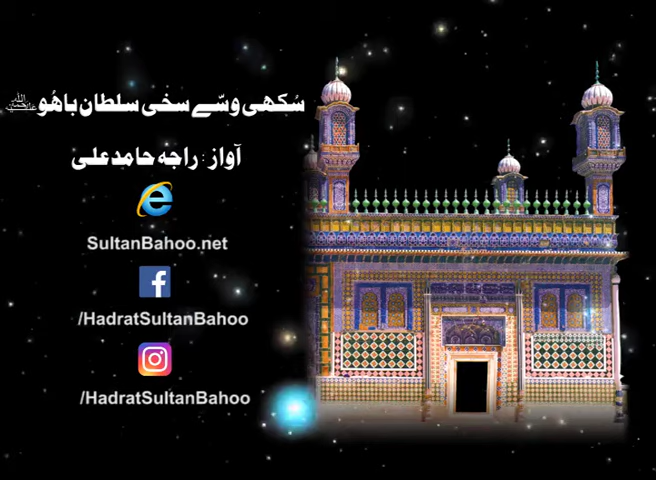 سُکھی وسّے سخی سلطان باھُو
آواز : راجہ حامد علی
SultanBahoo.net
/HadratSultanBahoo
/HadratSultanBahoo